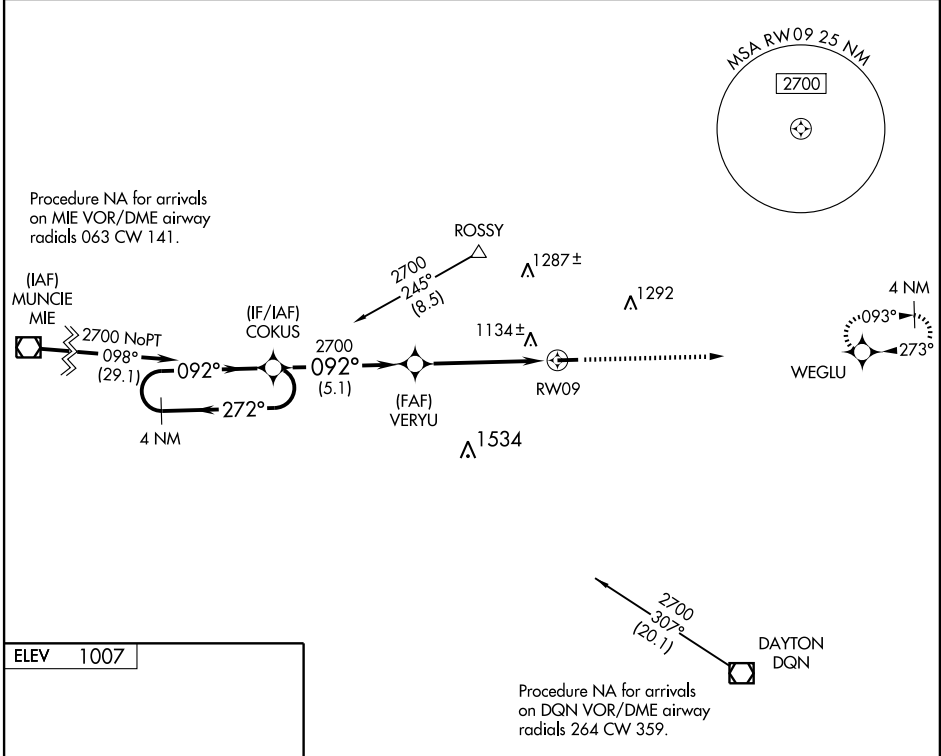 MSA RW09 25 NM
2700
Procedure NA for arrivals
on MIE VOR/DME airway
radials 063 CW 141.
ROSSY
2700
245°
(8.5)
1287 ±
1292
1134 ±
(IAF)
MUNCIE
MIE
2700 NoPT
098°
(29.1)
(IF/IAF)
COKUS
092°
272°
4 NM
2700
092°
(5.1)
(FAF)
VERYU
RW09
1534
4 NM
093°
273°
WEGLU
2700
307°
(20.1)
DAYTON
DQN
Procedure NA for arrivals
on DQN VOR/DME airway
radials 264 CW 359.
ELEV 1007